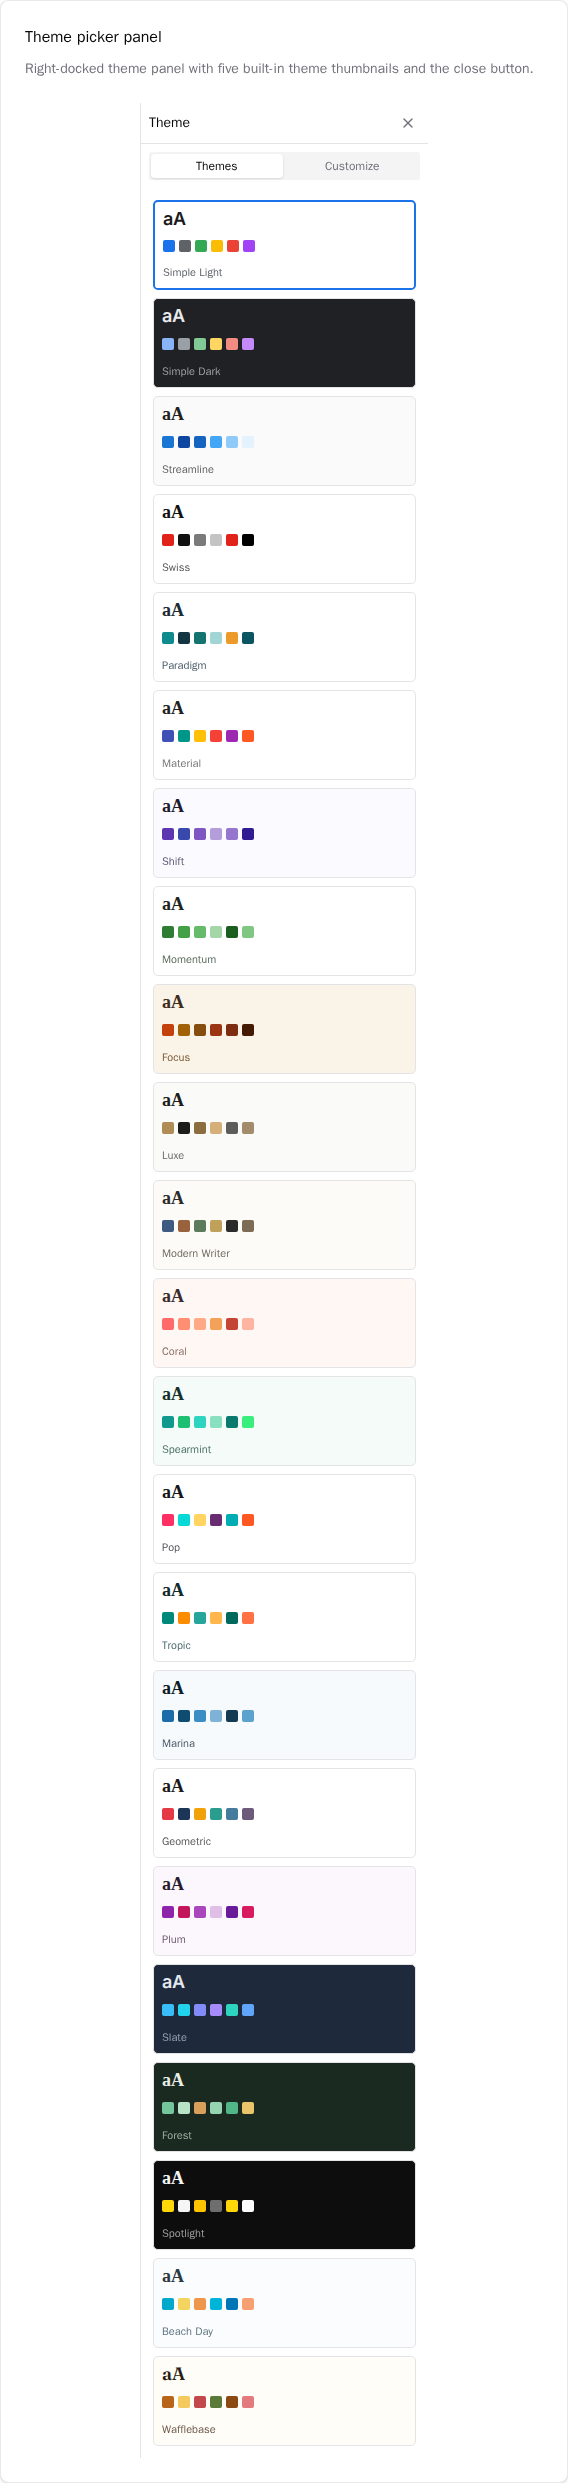 Theme picker panel
Right-docked theme panel with five built-in theme thumbnails and the close button.
Theme
Themes Customize
aA
Simple Light
aA
Simple Dark
aA
Streamline
aA
Swiss
aA
Paradigm
aA
Material
aA
Shift
aA
Momentum
aA
Focus
aA
Luxe
aA
Modern Writer
aA
Coral
aA
Spearmint
aA
Pop
aA
Tropic
aA
Marina
aA
Geometric
aA
Plum
aA
Slate
aA
Forest
aA
Spotlight
aA
Beach Day
aA
Wafflebase